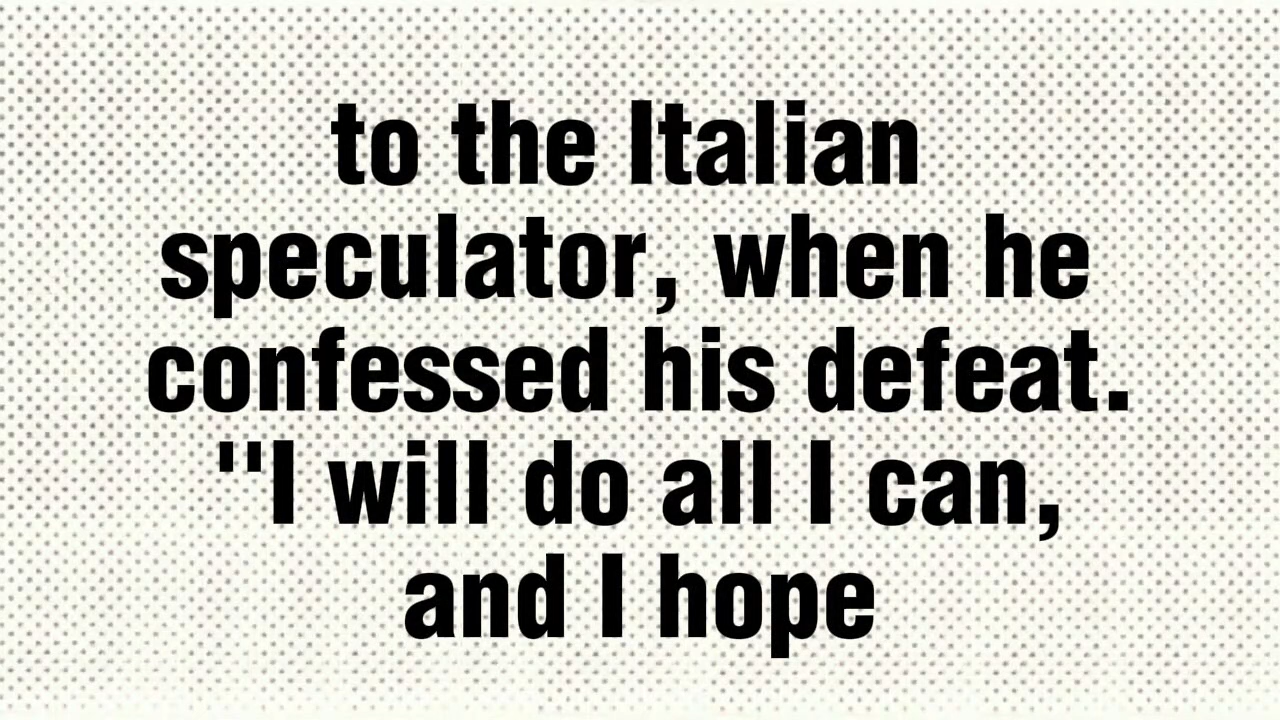 to the Italian
speculator, when he
confessed his defeat.
"I will do all I can,
and I hope